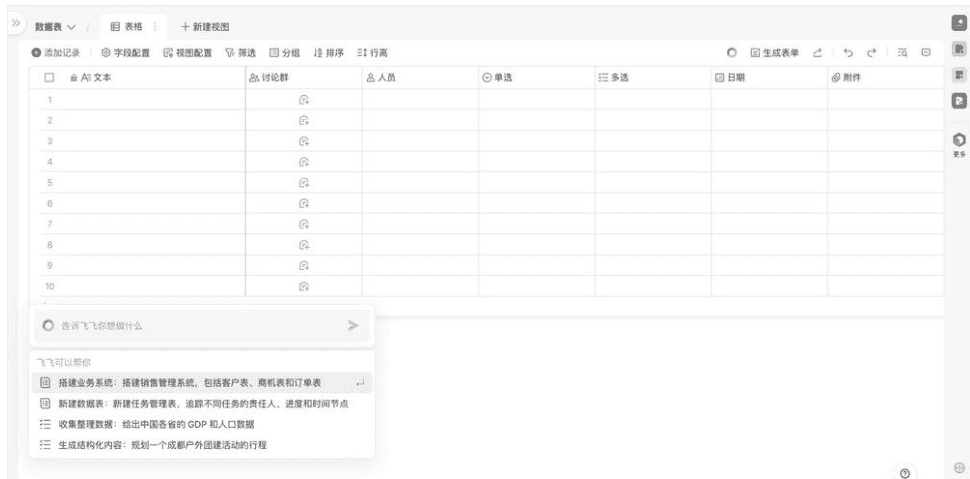 数据表 / 表格 新建视图
添加记录 字段配置 视图配置 筛选 分组 排序 行高 生成表单
文本 讨论群 人员 单选 多选 日期 附件
更多
1
2
3
4
5
6
7
8
9
10
告诉飞飞你想做什么
飞飞可以帮你
搭建业务系统：搭建销售管理系统，包括客户表、商机表和订单表
新建数据表：新建任务管理表，追踪不同任务的责任人、进度和时间节点
收集整理数据：给出中国各省的 GDP 和人口数据
生成结构化内容：规划一个成都户外团建活动的行程